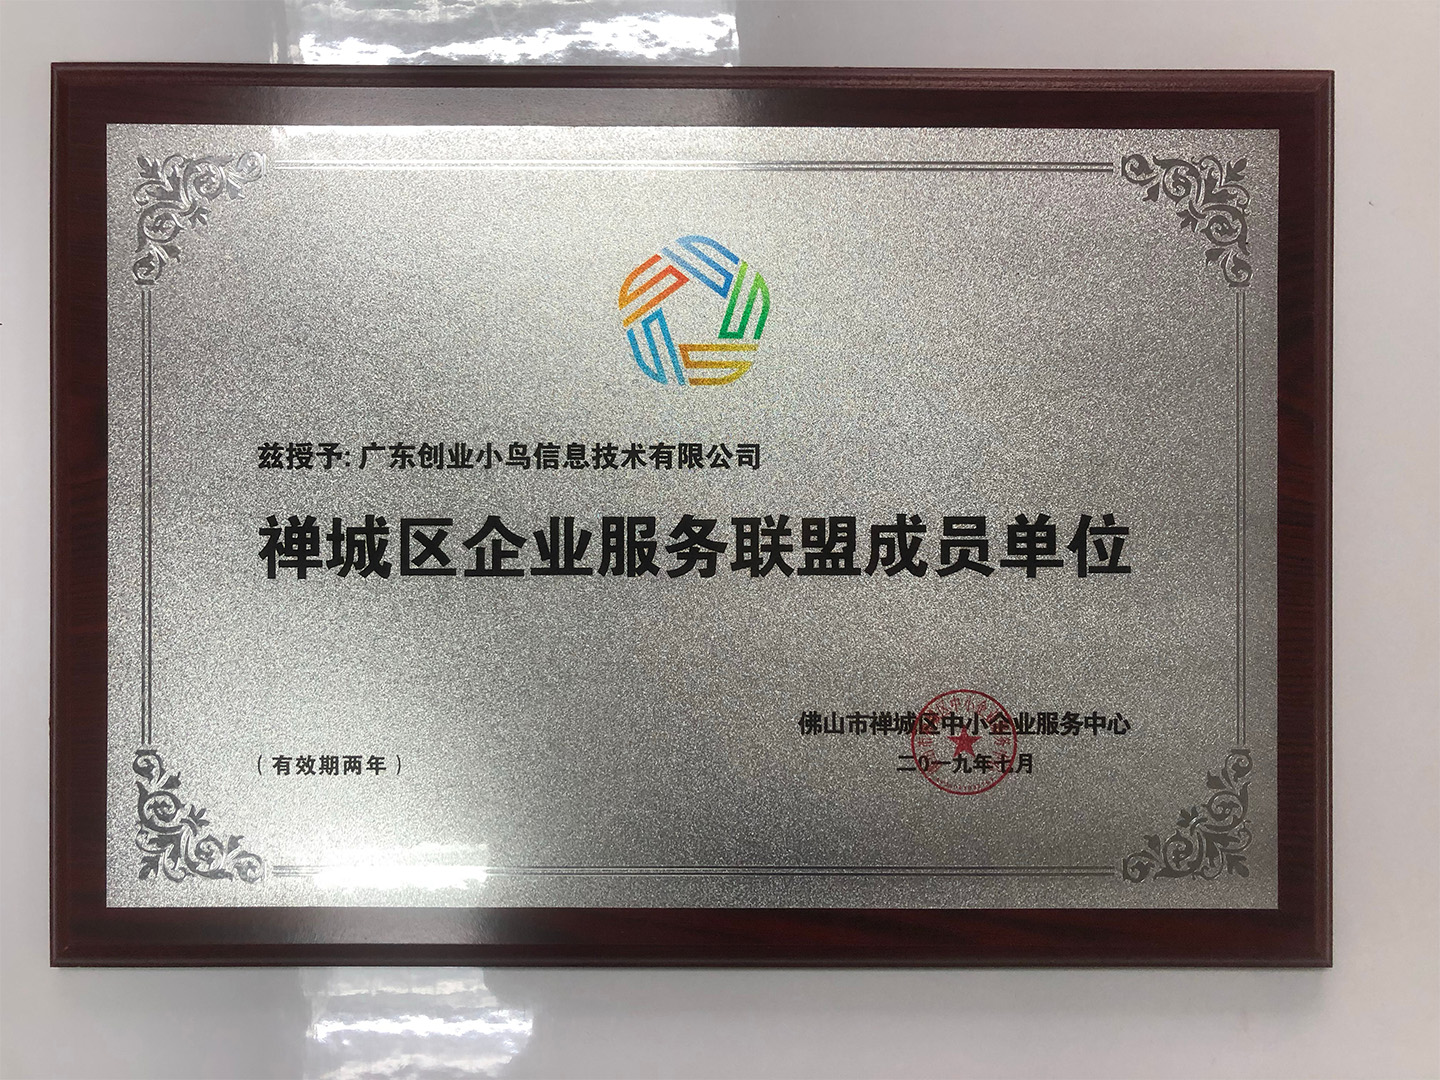 兹授予:广东创业小鸟信息技术有限公司
禅城区企业服务联盟成员单位
佛山市禅城区中小企业服务中心
(有效期两年)
二0一九年七月